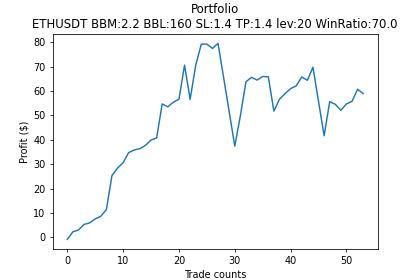 Portfolio
ETHUSDT BBM:2.2 BBL:160 SL:1.4 TP:1.4 lev:20 WinRatio:70.0
80
70
60
50
40
30
20
10
0
Profit ($)
0 10 20 30 40 50
Trade counts